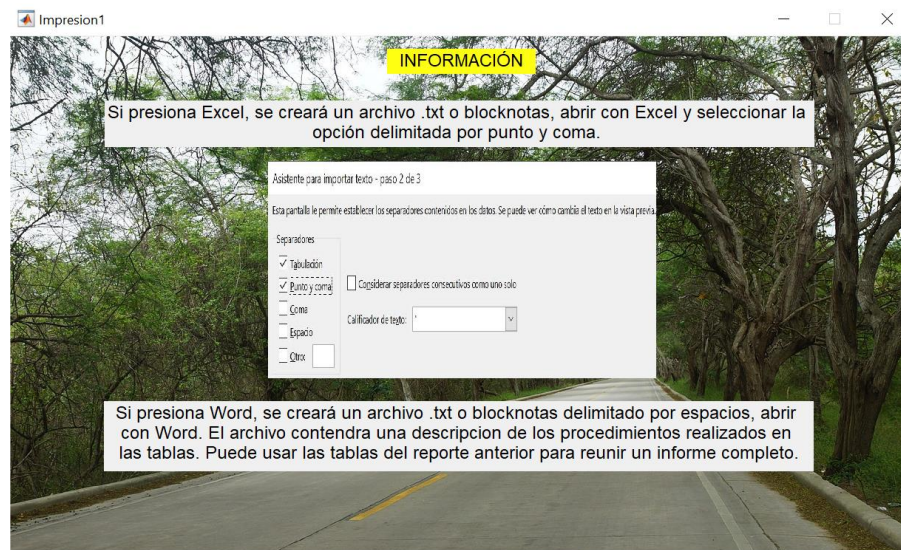 Impresion1
INFORMACIÓN
Si presiona Excel, se creará un archivo .txt o blocknotas, abrir con Excel y seleccionar la
opción delimitada por punto y coma.
Asistente para importar texto - paso 2 de 3
Esta pantalla le permite establecer los separadores contenidos en los datos. Se puede ver cómo cambia el texto en la vista previa.
Separadores
Tabulación
Punto y coma
Considerar separadores consecutivos como uno solo
Coma
Calificador de texto:
Espacio
Otro:
Si presiona Word, se creará un archivo .txt o blocknotas delimitado por espacios, abrir
con Word. El archivo contendra una descripcion de los procedimientos realizados en
las tablas. Puede usar las tablas del reporte anterior para reunir un informe completo.